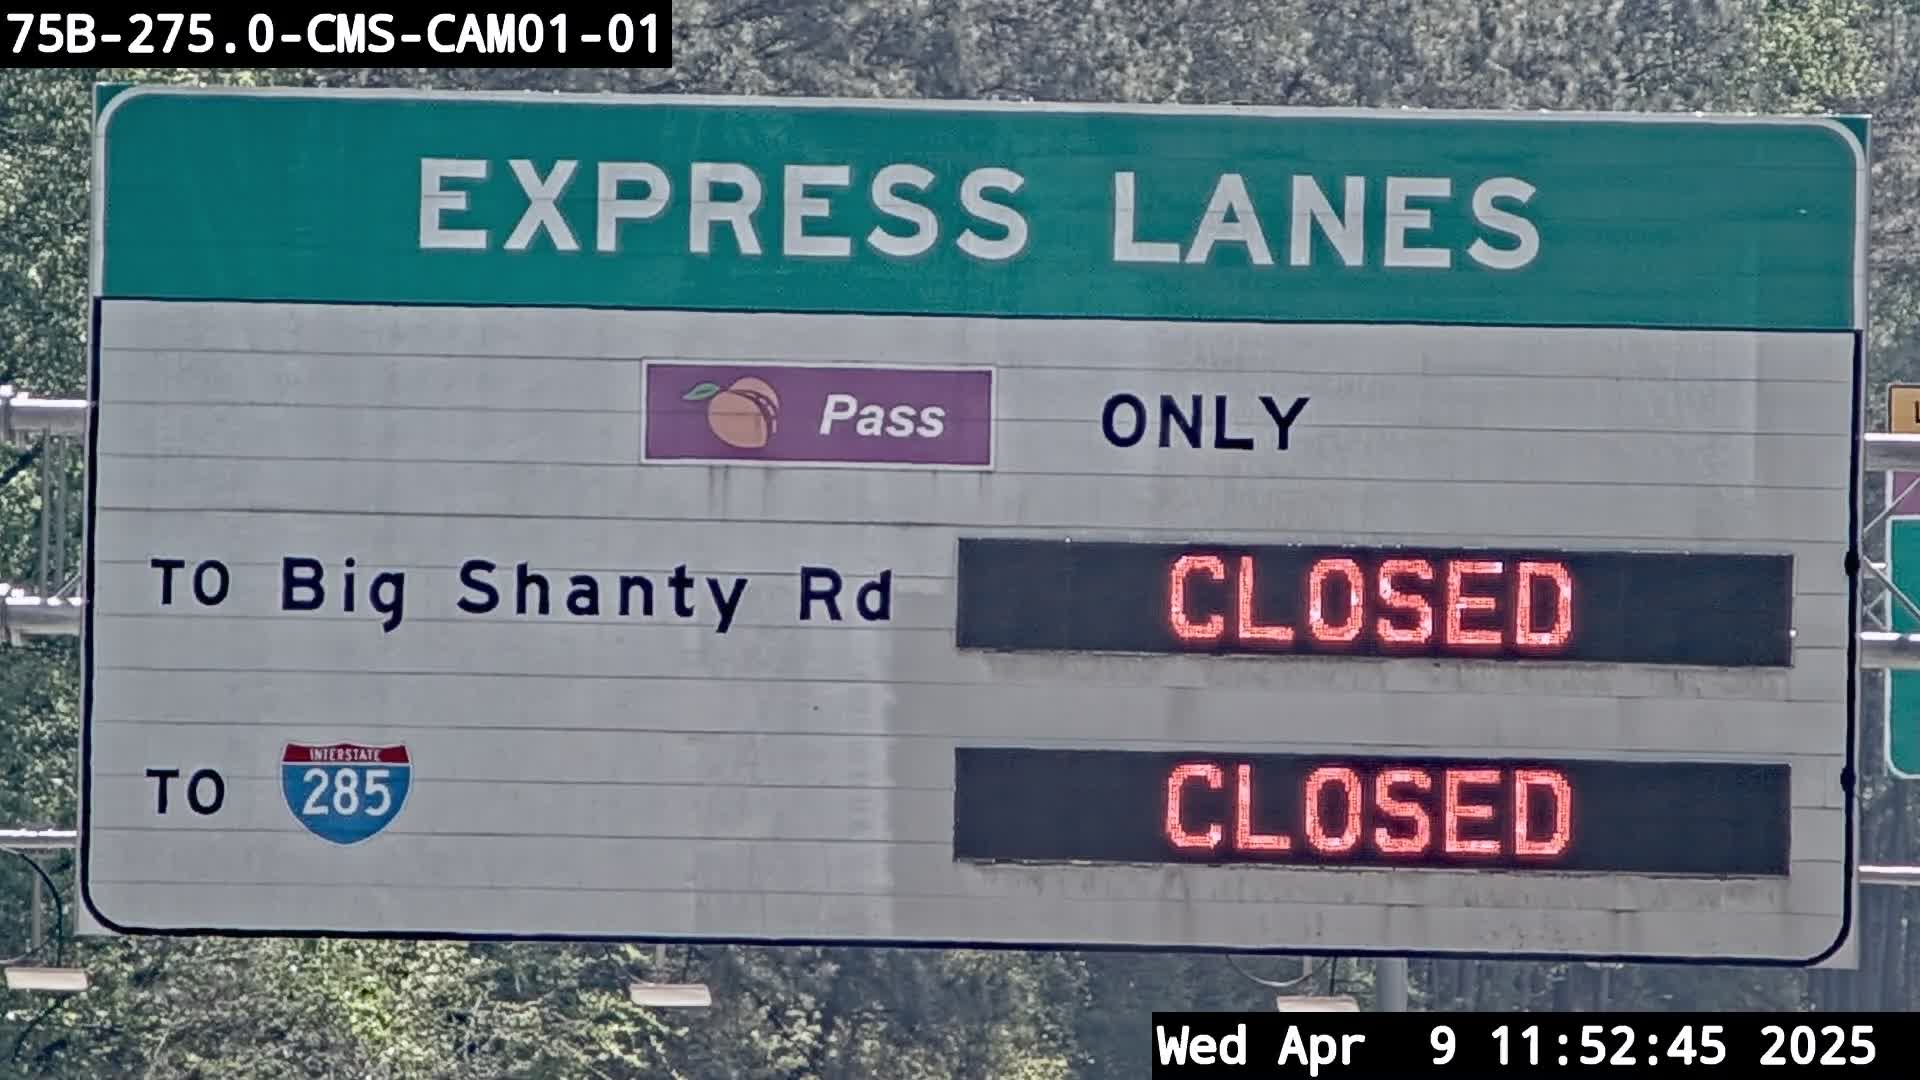 75B-275.0-CMS-CAM01-01
EXPRESS LANES
Pass ONLY
TO Big Shanty Rd CLOSED
TO INTERSTATE 285 CLOSED
Wed Apr 9 11:52:45 2025